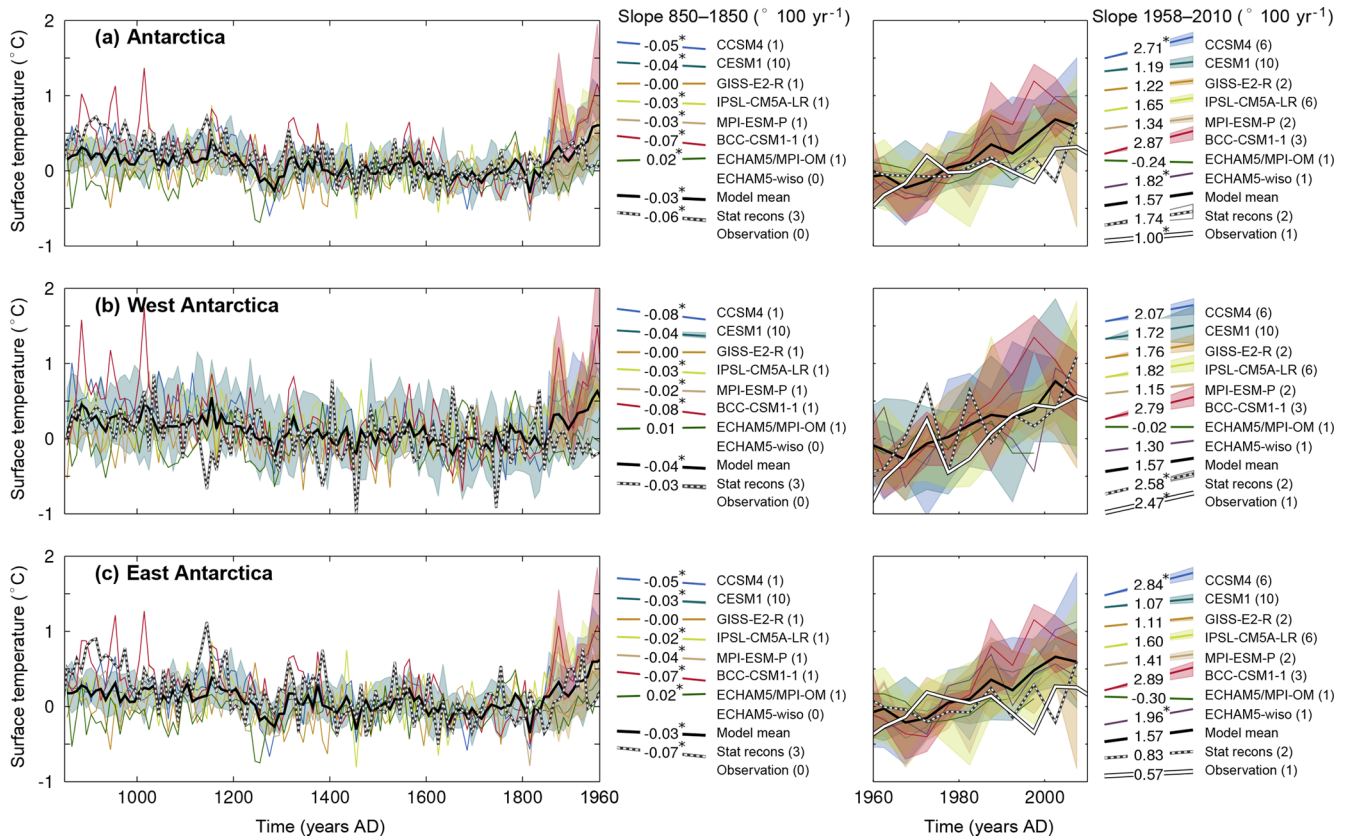 Slope 850–1850 (° 100 yr⁻¹)
Slope 1958–2010 (° 100 yr⁻¹)
(a) Antarctica
Surface temperature (°C)
2
1
0
-1
-0.05* CCSM4 (1)
-0.04* CESM1 (10)
-0.00 GISS-E2-R (1)
-0.03* IPSL-CM5A-LR (1)
-0.03* MPI-ESM-P (1)
-0.07* BCC-CSM1-1 (1)
0.02* ECHAM5/MPI-OM (1)
ECHAM5-wiso (0)
-0.03* Model mean
-0.06* Stat recons (3)
Observation (0)
2.71* CCSM4 (6)
1.19 CESM1 (10)
1.22 GISS-E2-R (2)
1.65 IPSL-CM5A-LR (6)
1.34 MPI-ESM-P (2)
2.87 BCC-CSM1-1 (3)
-0.24 ECHAM5/MPI-OM (1)
1.82* ECHAM5-wiso (1)
1.57 Model mean
1.74 Stat recons (2)
1.00* Observation (1)
(b) West Antarctica
Surface temperature (°C)
2
1
0
-1
-0.08* CCSM4 (1)
-0.04 CESM1 (10)
-0.00 GISS-E2-R (1)
-0.03* IPSL-CM5A-LR (1)
-0.02* MPI-ESM-P (1)
-0.08* BCC-CSM1-1 (1)
0.01 ECHAM5/MPI-OM (1)
ECHAM5-wiso (0)
-0.04* Model mean
-0.03 Stat recons (3)
Observation (0)
2.07 CCSM4 (6)
1.72 CESM1 (10)
1.76 GISS-E2-R (2)
1.82 IPSL-CM5A-LR (6)
1.15 MPI-ESM-P (2)
2.79 BCC-CSM1-1 (3)
-0.02 ECHAM5/MPI-OM (1)
1.30 ECHAM5-wiso (1)
1.57 Model mean
2.58* Stat recons (2)
2.47* Observation (1)
(c) East Antarctica
Surface temperature (°C)
2
1
0
-1
-0.05* CCSM4 (1)
-0.03* CESM1 (10)
-0.00 GISS-E2-R (1)
-0.02* IPSL-CM5A-LR (1)
-0.04* MPI-ESM-P (1)
-0.07* BCC-CSM1-1 (1)
0.02* ECHAM5/MPI-OM (1)
ECHAM5-wiso (0)
-0.03* Model mean
-0.07* Stat recons (3)
Observation (0)
2.84* CCSM4 (6)
1.07 CESM1 (10)
1.11 GISS-E2-R (2)
1.60 IPSL-CM5A-LR (6)
1.41 MPI-ESM-P (2)
2.89 BCC-CSM1-1 (3)
-0.30 ECHAM5/MPI-OM (1)
1.96* ECHAM5-wiso (1)
1.57 Model mean
0.83 Stat recons (2)
0.57 Observation (1)
1000 1200 1400 1600 1800 1960
1960 1980 2000
Time (years AD)
Time (years AD)